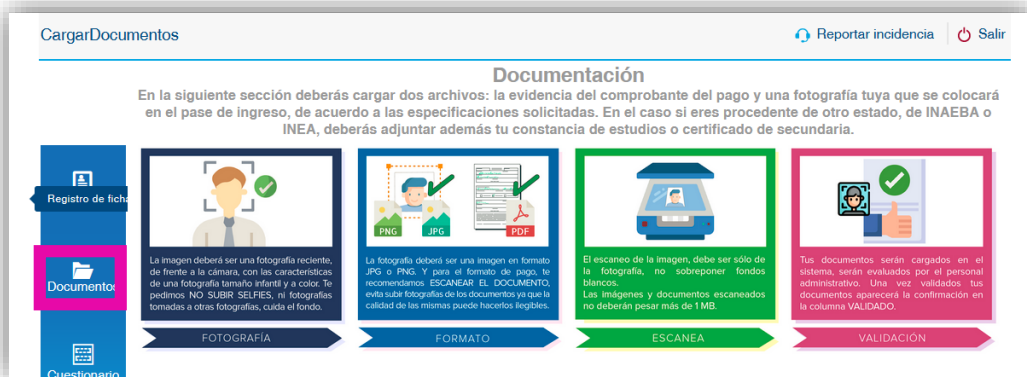 CargarDocumentos
Reportar incidencia
Salir
Documentación
En la siguiente sección deberás cargar dos archivos: la evidencia del comprobante del pago y una fotografía tuya que se colocará
en el pase de ingreso, de acuerdo a las especificaciones solicitadas. En el caso si eres procedente de otro estado, de INAEBA o
INEA, deberás adjuntar además tu constancia de estudios o certificado de secundaria.
Registro de ficha
Documentos
Cuestionario
La imagen deberá ser una fotografía reciente,
de frente a la cámara, con las características
de una fotografía tamaño infantil y a color. Te
pedimos NO SUBIR SELFIES, ni fotografías
tomadas a otras fotografías, cuida el fondo.
FOTOGRAFÍA
PNG
JPG
PDF
La fotografía deberá ser una imagen en formato
JPG o PNG. Y para el formato de pago, te
recomendamos ESCANEAR EL DOCUMENTO,
evita subir fotografías de los documentos ya que la
calidad de las mismas puede hacerlos ilegibles.
FORMATO
El escaneo de la imagen, debe ser sólo de
la fotografía, no sobreponer fondos
blancos.
Las imágenes y documentos escaneados
no deberán pesar más de 1 MB.
ESCANEA
Tus documentos serán cargados en el
sistema, serán evaluados por el personal
administrativo. Una vez validados tus
documentos aparecerá la confirmación en
la columna VALIDADO.
VALIDACIÓN